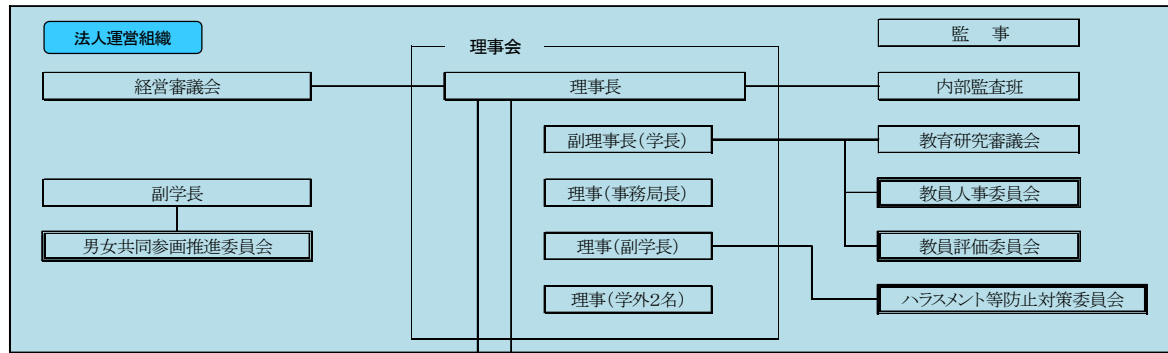 法人運営組織
理事会
監　事
経営審議会
理事長
内部監査班
副理事長(学長)
教育研究審議会
副学長
理事(事務局長)
教員人事委員会
男女共同参画推進委員会
理事(副学長)
教員評価委員会
理事(学外2名)
ハラスメント等防止対策委員会